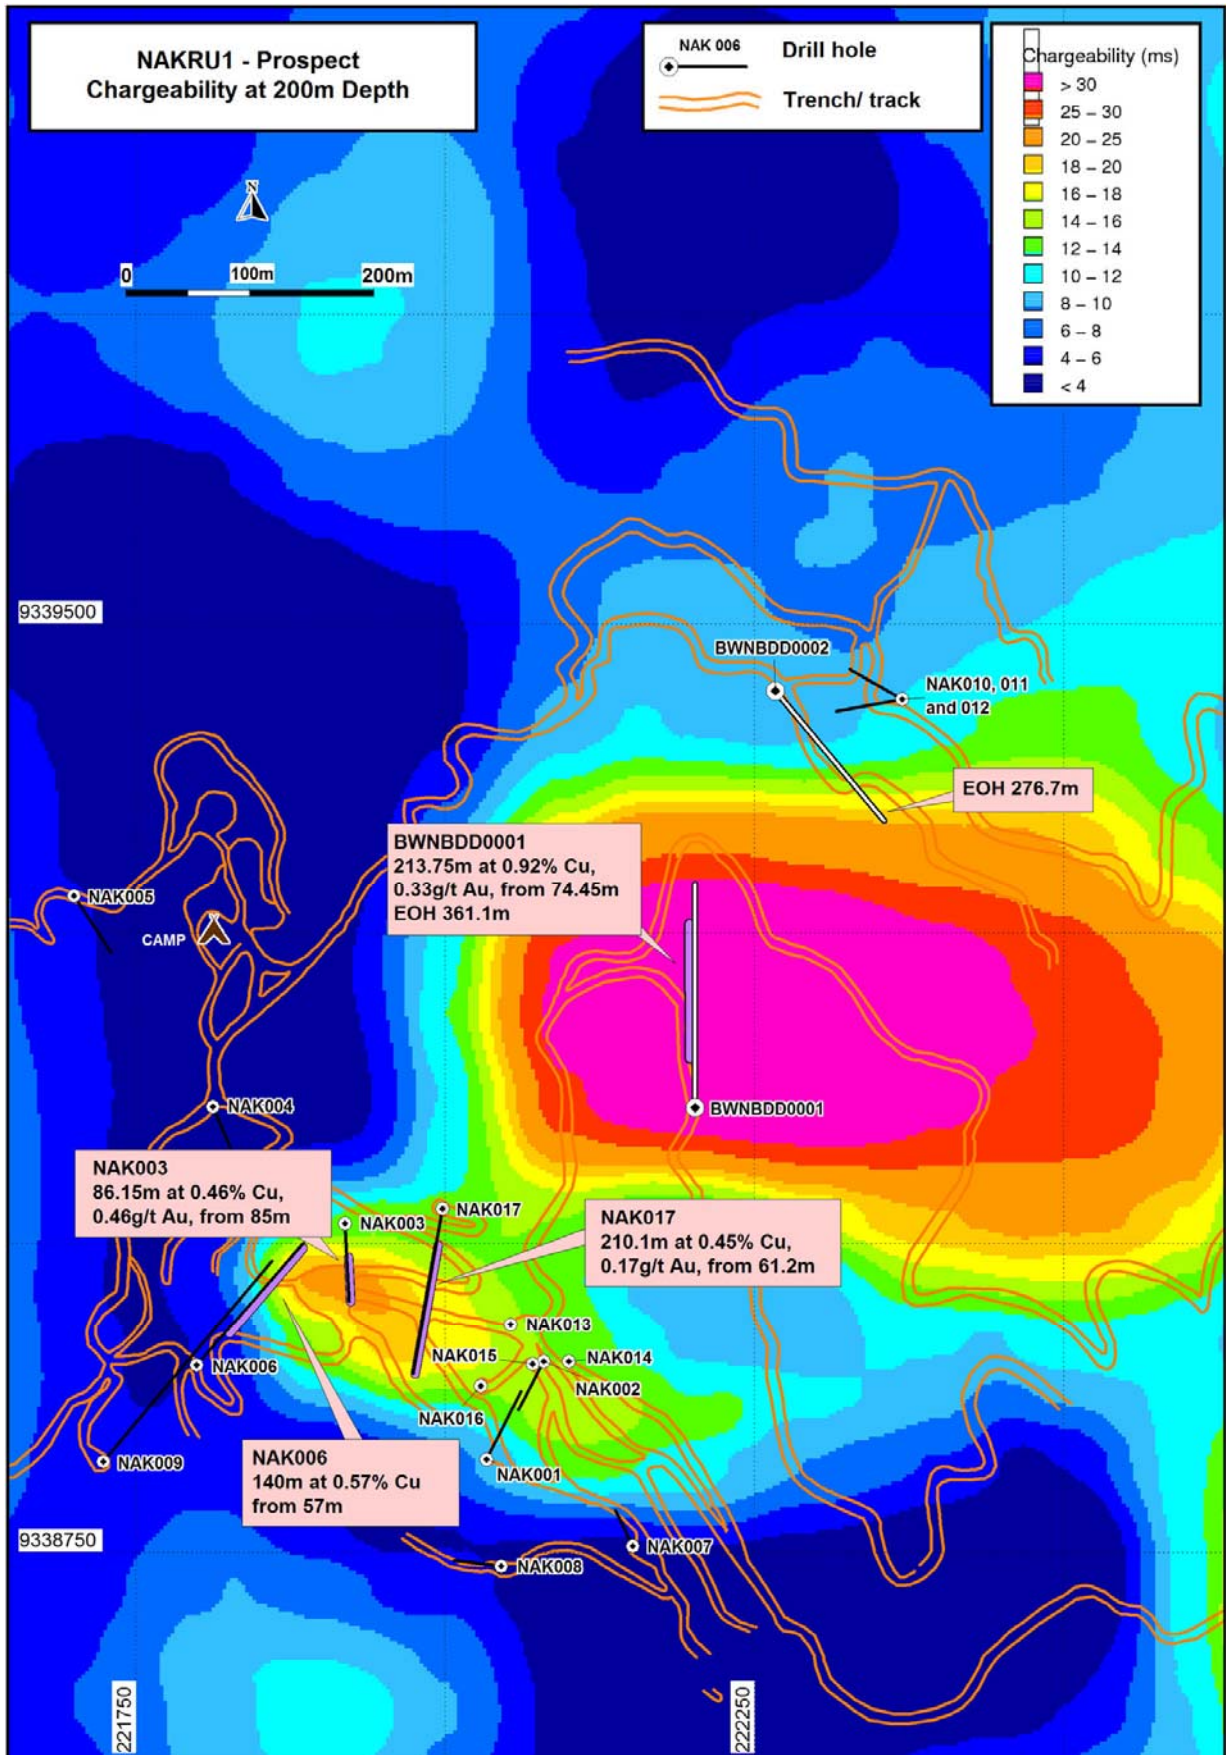 NAKRU1 - Prospect
Chargeability at 200m Depth
NAK 006
Drill hole
Trench/ track
Chargeability (ms)
> 30
25 – 30
20 – 25
18 – 20
16 – 18
14 – 16
12 – 14
10 – 12
8 – 10
6 – 8
4 – 6
< 4
N
0 100m 200m
9339500
BWNBDD0002
NAK010, 011
and 012
EOH 276.7m
BWNBDD0001
213.75m at 0.92% Cu,
0.33g/t Au, from 74.45m
EOH 361.1m
NAK005
CAMP
NAK004
BWNBDD0001
NAK003
86.15m at 0.46% Cu,
0.46g/t Au, from 85m
NAK003
NAK017
NAK017
210.1m at 0.45% Cu,
0.17g/t Au, from 61.2m
NAK013
NAK015
NAK014
NAK002
NAK006
NAK016
NAK009
NAK001
NAK006
140m at 0.57% Cu
from 57m
9338750
NAK007
NAK008
221750
222250